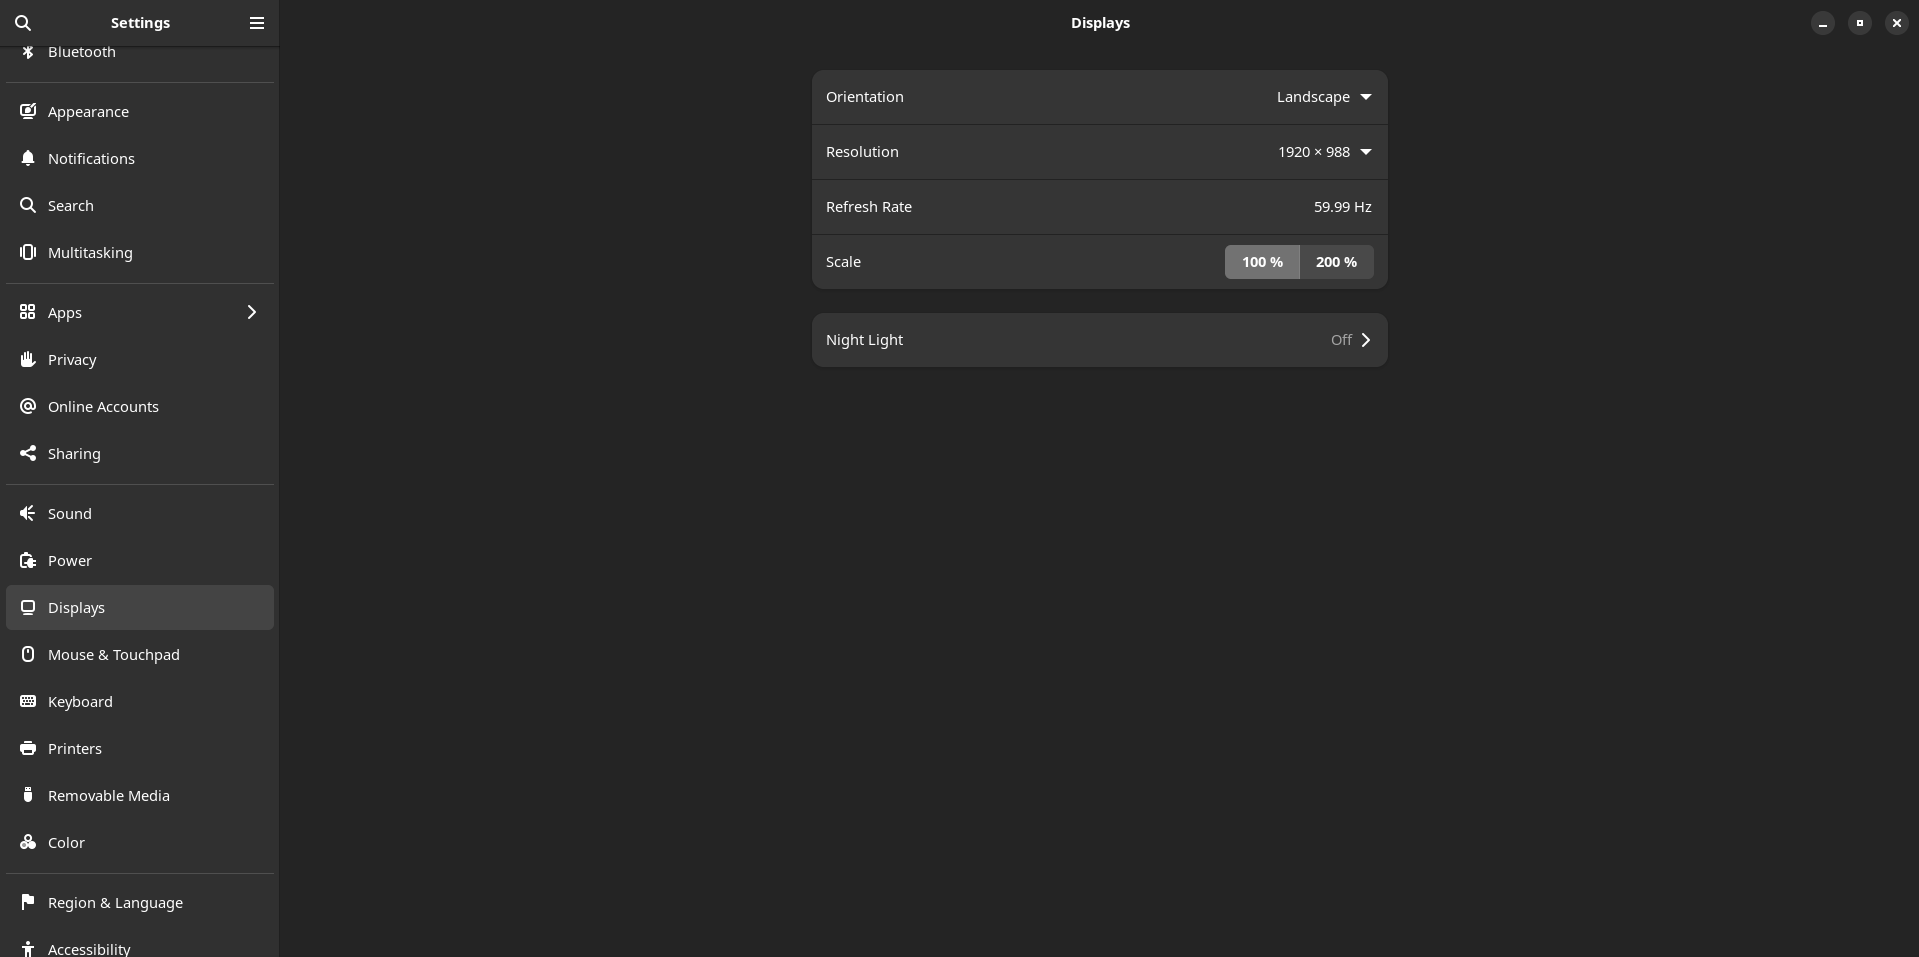 Settings
Displays
Bluetooth
Appearance
Notifications
Search
Multitasking
Apps
Privacy
Online Accounts
Sharing
Sound
Power
Displays
Mouse & Touchpad
Keyboard
Printers
Removable Media
Color
Region & Language
Accessibility
Orientation Landscape
Resolution 1920 × 988
Refresh Rate 59.99 Hz
Scale 100 % 200 %
Night Light Off